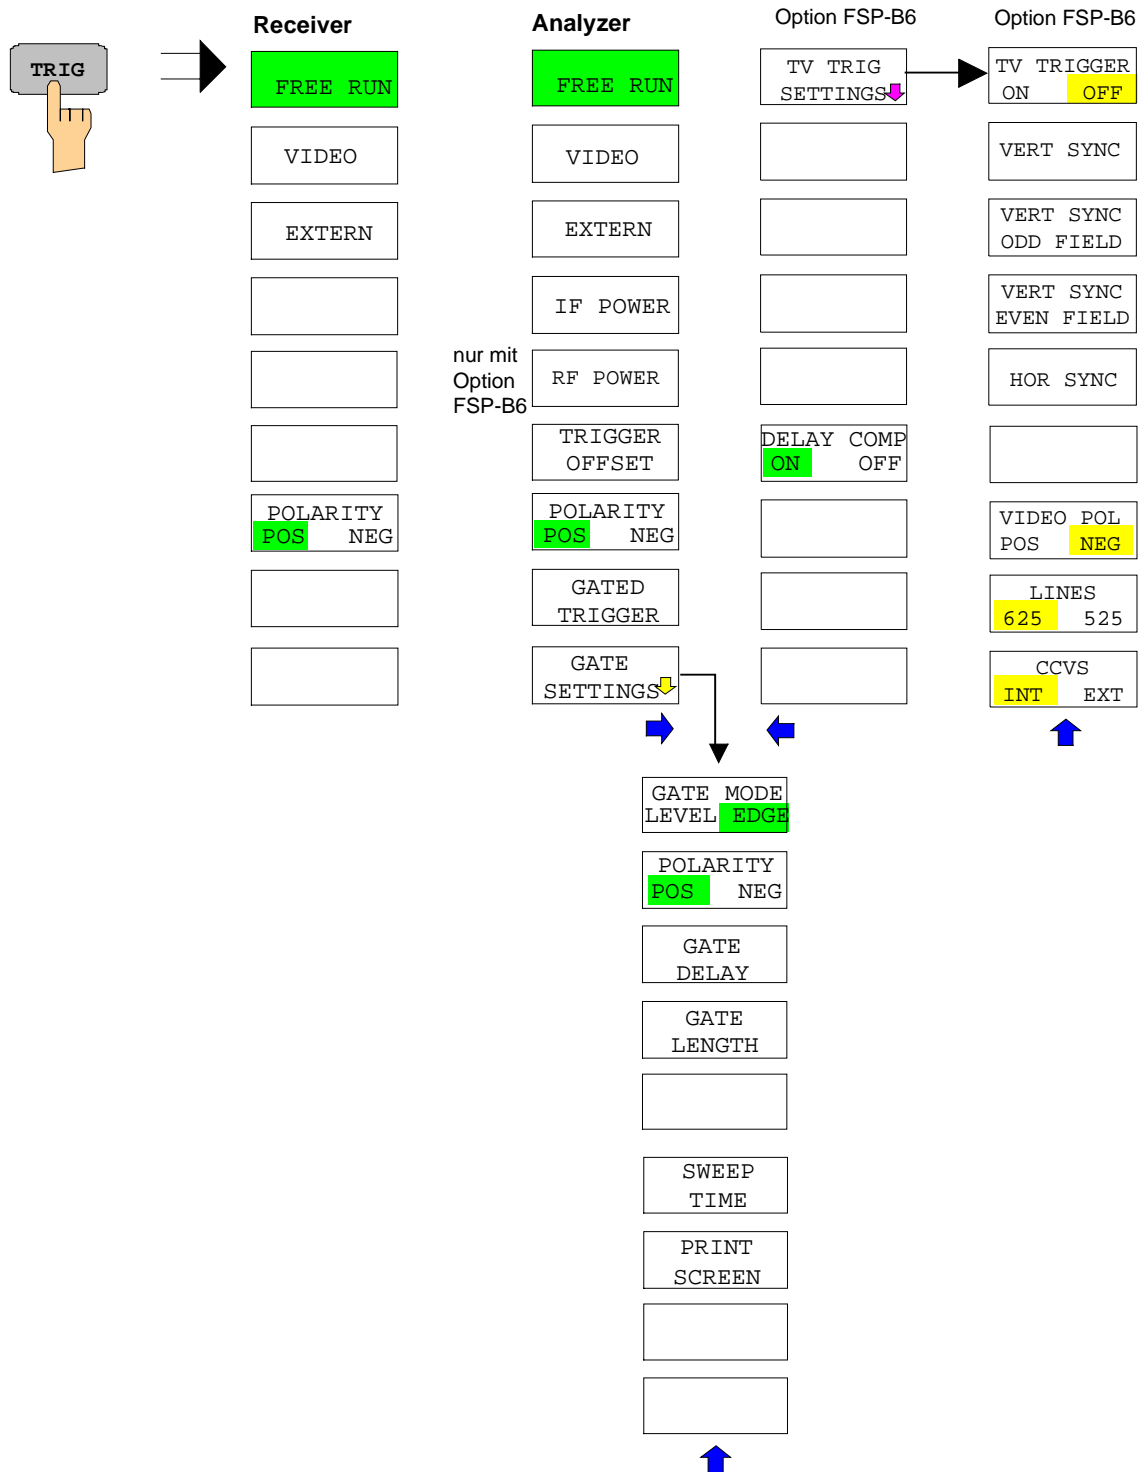 TRIG
Receiver
FREE RUN
VIDEO
EXTERN
POLARITY
POS NEG
Analyzer
FREE RUN
VIDEO
EXTERN
IF POWER
nur mit
Option
FSP-B6
RF POWER
TRIGGER
OFFSET
POLARITY
POS NEG
GATED
TRIGGER
GATE
SETTINGS
Option FSP-B6
TV TRIG
SETTINGS
DELAY COMP
ON OFF
Option FSP-B6
TV TRIGGER
ON OFF
VERT SYNC
VERT SYNC
ODD FIELD
VERT SYNC
EVEN FIELD
HOR SYNC
VIDEO POL
POS NEG
LINES
625 525
CCVS
INT EXT
GATE MODE
LEVEL EDGE
POLARITY
POS NEG
GATE
DELAY
GATE
LENGTH
SWEEP
TIME
PRINT
SCREEN